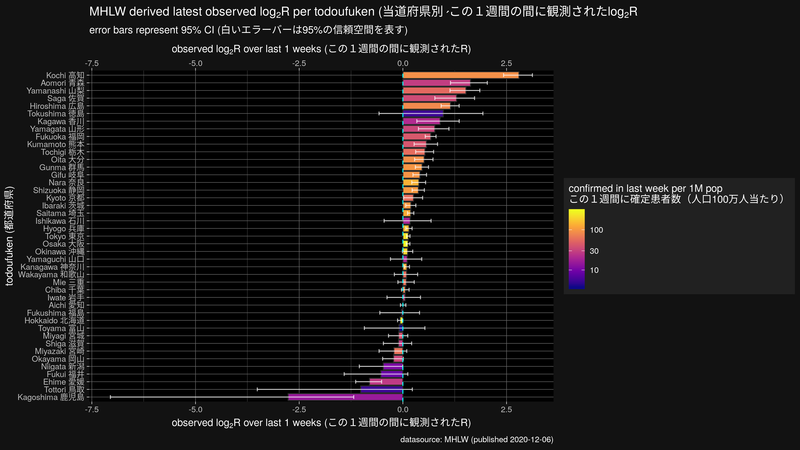 MHLW derived latest observed log₂R per todoufuken (当道府県別 - この１週間の間に観測されたlog₂R
error bars represent 95% CI (白いエラーバーは95%の信頼空間を表す)
observed log₂R over last 1 weeks (この１週間の間に観測されたR)
-7.5 -5.0 -2.5 0.0 2.5
todoufuken (都道府県)
Kochi 高知
Aomori 青森
Yamanashi 山梨
Saga 佐賀
Hiroshima 広島
Tokushima 徳島
Kagawa 香川
Yamagata 山形
Fukuoka 福岡
Kumamoto 熊本
Tochigi 栃木
Oita 大分
Gunma 群馬
Gifu 岐阜
Nara 奈良
Shizuoka 静岡
Kyoto 京都
Ibaraki 茨城
Saitama 埼玉
Ishikawa 石川
Hyogo 兵庫
Tokyo 東京
Osaka 大阪
Okinawa 沖縄
Yamaguchi 山口
Kanagawa 神奈川
Wakayama 和歌山
Mie 三重
Chiba 千葉
Iwate 岩手
Aichi 愛知
Fukushima 福島
Hokkaido 北海道
Toyama 富山
Miyagi 宮城
Shiga 滋賀
Miyazaki 宮崎
Okayama 岡山
Niigata 新潟
Fukui 福井
Ehime 愛媛
Tottori 鳥取
Kagoshima 鹿児島
-7.5 -5.0 -2.5 0.0 2.5
observed log₂R over last 1 weeks (この１週間の間に観測されたR)
confirmed in last week per 1M pop
この１週間に確定患者数（人口100万人当たり）
100
30
10
datasource: MHLW (published 2020-12-06)